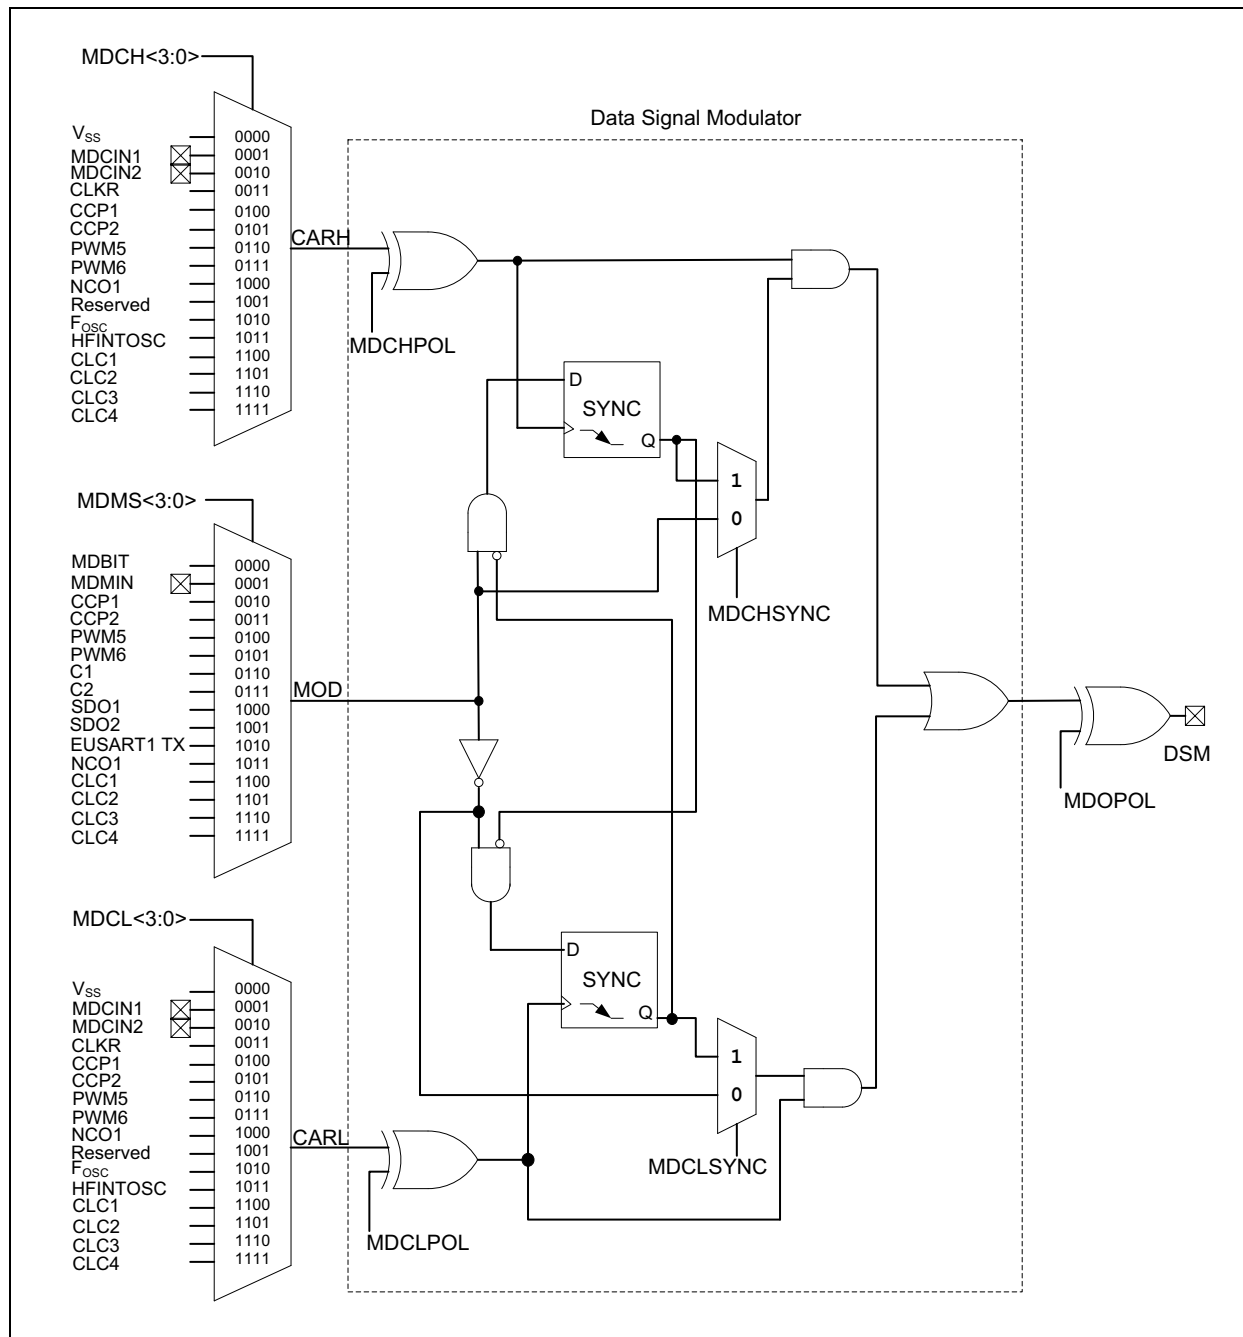 MDCH<3:0>
Data Signal Modulator
VSS 0000
MDCIN1 0001
MDCIN2 0010
CLKR 0011
CCP1 0100
CCP2 0101
PWM5 0110
PWM6 0111
NCO1 1000
Reserved 1001
FOSC 1010
HFINTOSC 1011
CLC1 1100
CLC2 1101
CLC3 1110
CLC4 1111
CARH
MDCHPOL
D
SYNC
Q
1
0
MDCHSYNC
MDMS<3:0>
MDBIT 0000
MDMIN 0001
CCP1 0010
CCP2 0011
PWM5 0100
PWM6 0101
C1 0110
C2 0111
SDO1 1000
SDO2 1001
EUSART1 TX 1010
NCO1 1011
CLC1 1100
CLC2 1101
CLC3 1110
CLC4 1111
MOD
DSM
MDOPOL
MDCL<3:0>
VSS 0000
MDCIN1 0001
MDCIN2 0010
CLKR 0011
CCP1 0100
CCP2 0101
PWM5 0110
PWM6 0111
NCO1 1000
Reserved 1001
FOSC 1010
HFINTOSC 1011
CLC1 1100
CLC2 1101
CLC3 1110
CLC4 1111
CARL
MDCLPOL
D
SYNC
Q
1
0
MDCLSYNC